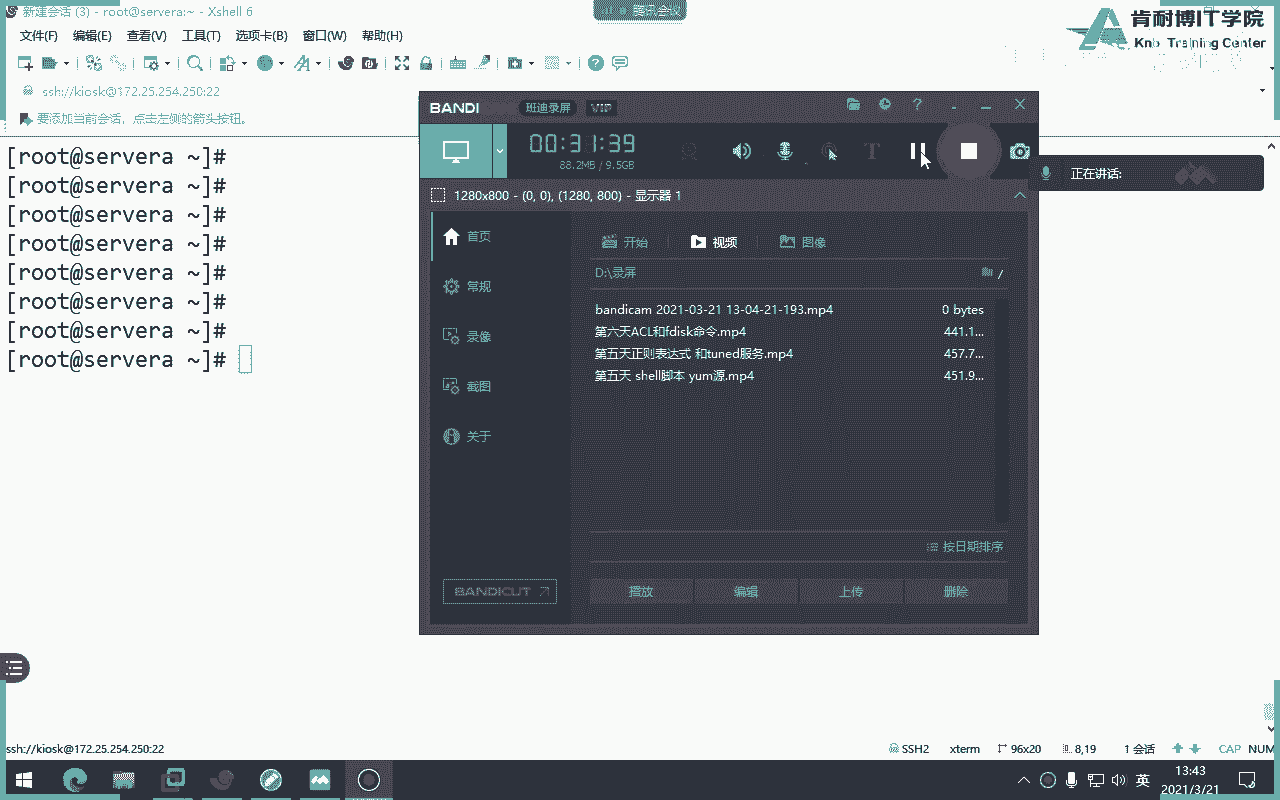 新建会话 (3) - root@servera:~ - Xshell 6
腾讯会议
肯耐博IT学院
Training Center
文件(F) 编辑(E) 查看(V) 工具(T) 选项卡(B) 窗口(W) 帮助(H)
ssh://kiosk@172.25.254.250:22
要添加当前会话，点击左侧的箭头按钮。
[root@servera ~]#
[root@servera ~]#
[root@servera ~]#
[root@servera ~]#
[root@servera ~]#
[root@servera ~]#
[root@servera ~]#
[root@servera ~]#
BANDI 班迪录屏 VIP
00:31:39
88.2MB / 9.5GB
正在讲话:
1280x800 - (0, 0), (1280, 800) - 显示器 1
首页
常规
录像
截图
关于
开始 视频 图像
D:\录屏
bandicam 2021-03-21 13-04-21-193.mp4 0 bytes
第六天ACL和fdisk命令.mp4 441.1...
第五天正则表达式 和tuned服务.mp4 457.7...
第五天 shell脚本 yum源.mp4 451.9...
按日期排序
BANDICUT
播放 编辑 上传 删除
ssh://kiosk@172.25.254.250:22 SSH2 xterm 96x20 8,19 1 会话 CAP NUM
英
13:43
2021/3/21